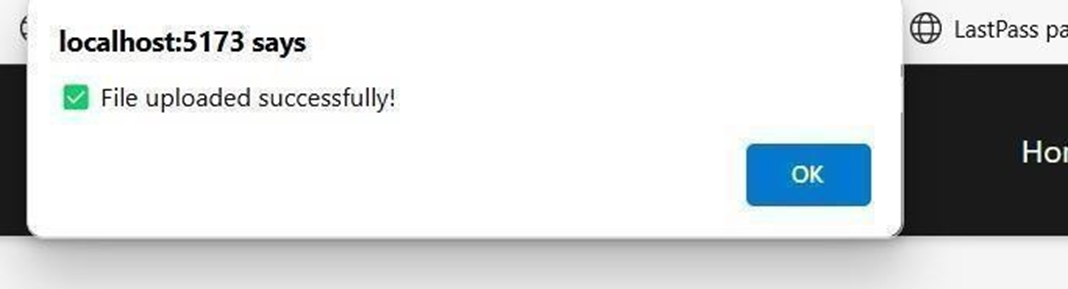 localhost:5173 says
✅ File uploaded successfully!
OK
LastPass